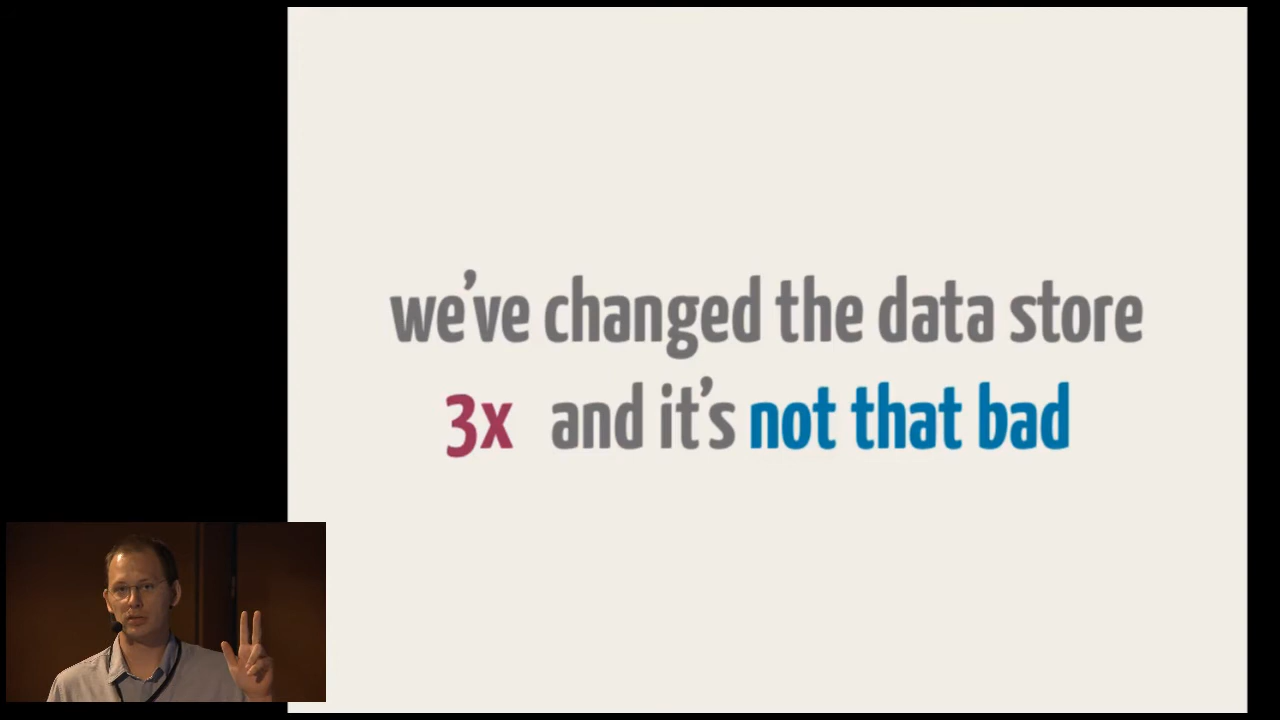 we’ve changed the data store
3x and it’s not that bad